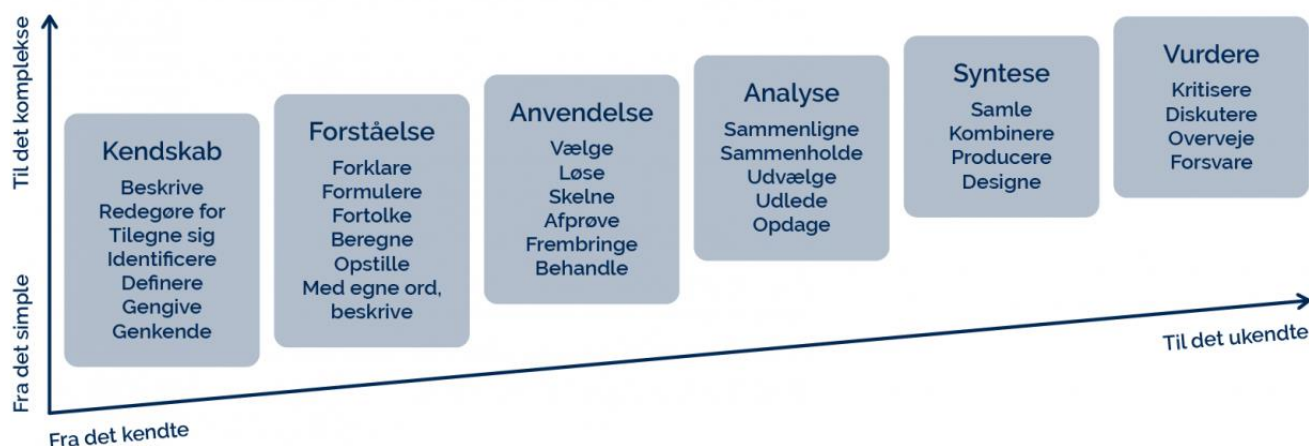 Til det komplekse
Fra det simple
Kendskab
Beskrive
Redegøre for
Tilegne sig
Identificere
Definere
Gengive
Genkende
Forståelse
Forklare
Formulere
Fortolke
Beregne
Opstille
Med egne ord,
beskrive
Anvendelse
Vælge
Løse
Skelne
Afprøve
Frembringe
Behandle
Analyse
Sammenligne
Sammenholde
Udvælge
Udlede
Opdage
Syntese
Samle
Kombinere
Producere
Designe
Vurdere
Kritisere
Diskutere
Overveje
Forsvare
Fra det kendte
Til det ukendte